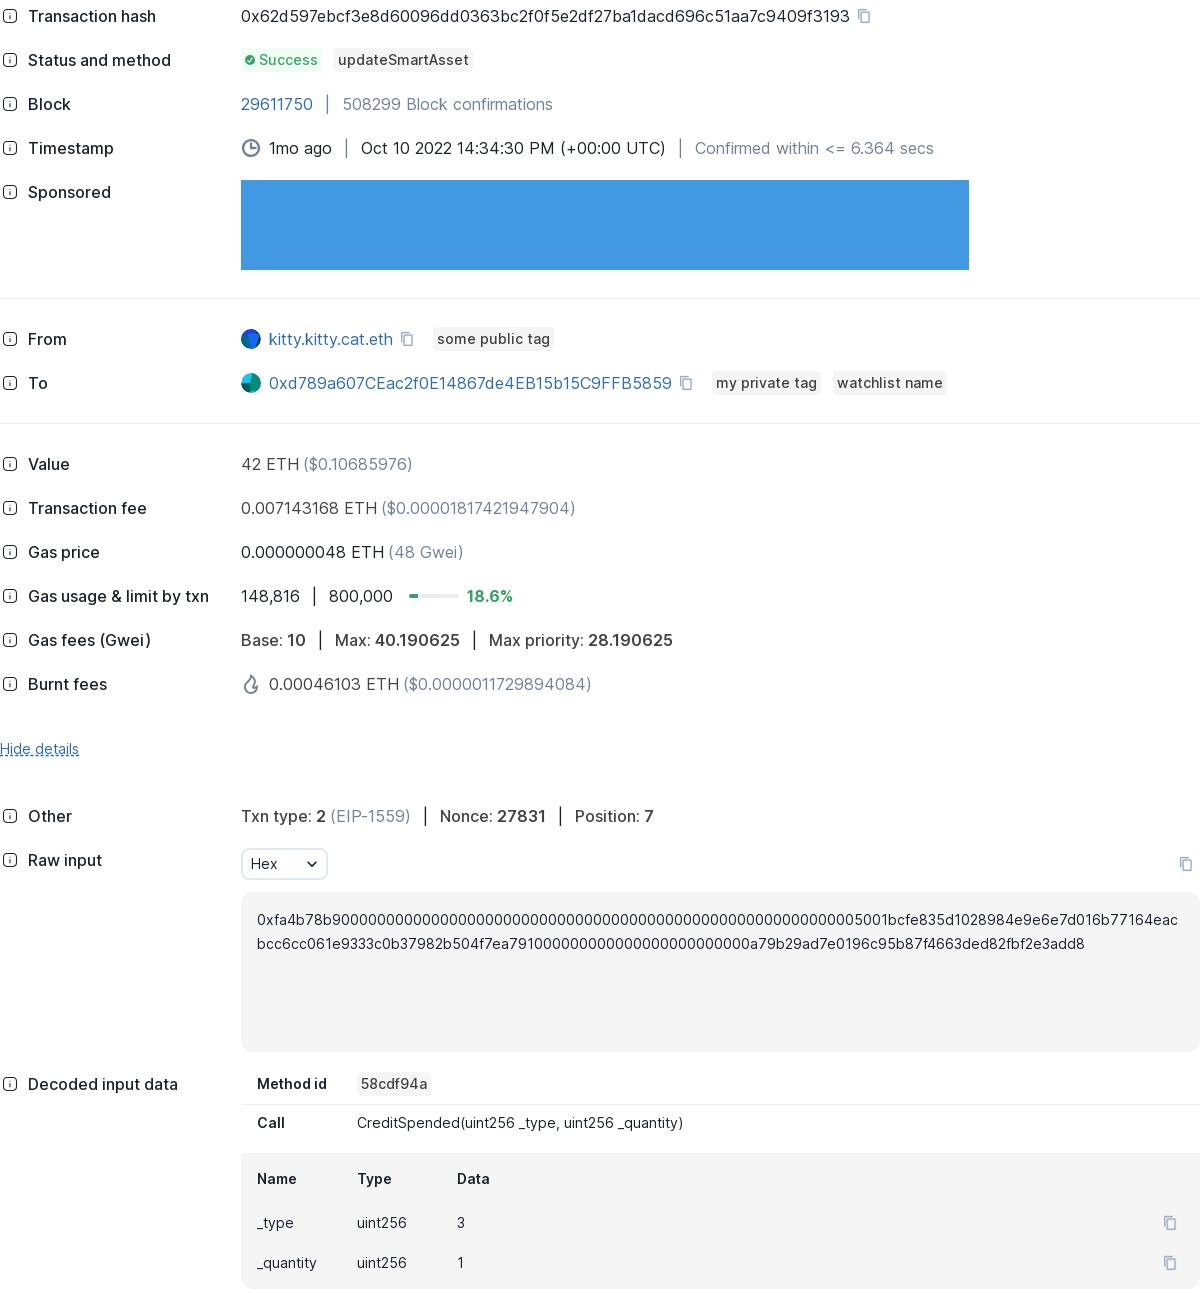 Transaction hash 0x62d597ebcf3e8d60096dd0363bc2f0f5e2df27ba1dacd696c51aa7c9409f3193
Status and method Success updateSmartAsset
Block 29611750 | 508299 Block confirmations
Timestamp 1mo ago | Oct 10 2022 14:34:30 PM (+00:00 UTC) | Confirmed within <= 6.364 secs
Sponsored
From kitty.kitty.cat.eth some public tag
To 0xd789a607CEac2f0E14867de4EB15b15C9FFB5859 my private tag watchlist name
Value 42 ETH ($0.10685976)
Transaction fee 0.007143168 ETH ($0.00001817421947904)
Gas price 0.000000048 ETH (48 Gwei)
Gas usage & limit by txn 148,816 | 800,000 18.6%
Gas fees (Gwei) Base: 10 | Max: 40.190625 | Max priority: 28.190625
Burnt fees 0.00046103 ETH ($0.0000011729894084)
Hide details
Other Txn type: 2 (EIP-1559) | Nonce: 27831 | Position: 7
Raw input Hex
0xfa4b78b90000000000000000000000000000000000000000000000000000000005001bcfe835d1028984e9e6e7d016b77164eac
bcc6cc061e9333c0b37982b504f7ea791000000000000000000000000a79b29ad7e0196c95b87f4663ded82fbf2e3add8
Decoded input data Method id 58cdf94a
Call CreditSpended(uint256 _type, uint256 _quantity)
Name Type Data
_type uint256 3
_quantity uint256 1